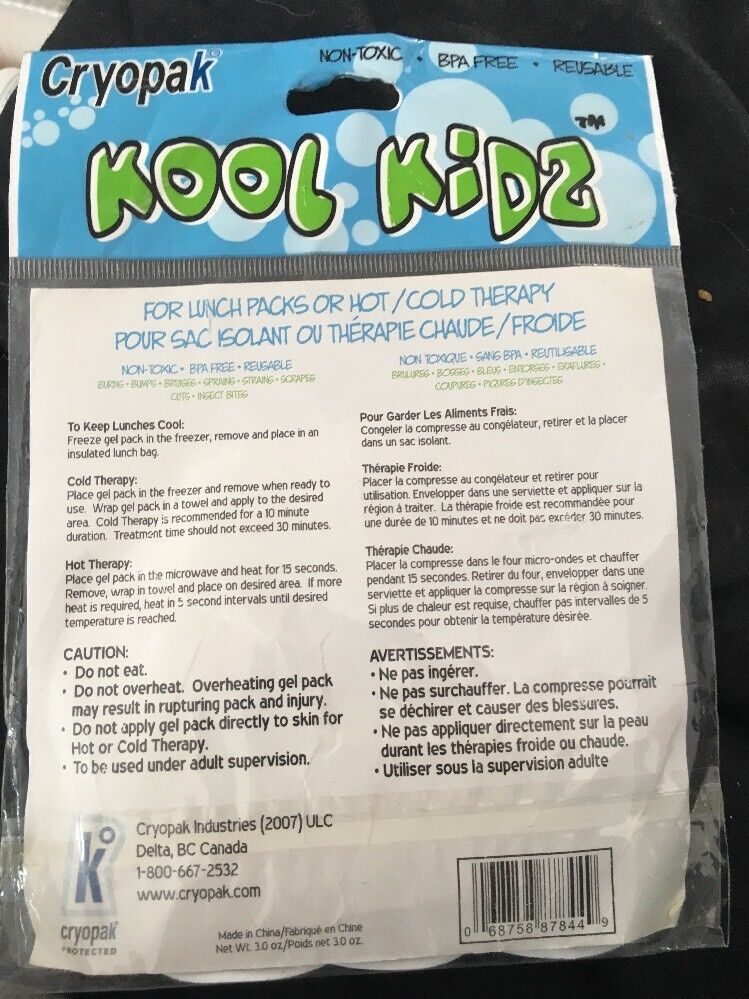 Cryopak
NON-TOXIC • BPA FREE • REUSABLE
KOOL KIDZ™
FOR LUNCH PACKS OR HOT/COLD THERAPY
POUR SAC ISOLANT OU THÉRAPIE CHAUDE/FROIDE
NON-TOXIC • BPA FREE • REUSABLE
BURNS • BUMPS • BRUISES • SPRAINS • STRAINS • SCRAPES
CUTS • INSECT BITES
NON TOXIQUE • SANS BPA • REUTILISABLE
BRULURES • BOSSES • BLEUS • ENTORSES • ERAFLURES •
COUPURES • PIQURES D'INSECTES
To Keep Lunches Cool:
Freeze gel pack in the freezer, remove and place in an
insulated lunch bag.
Cold Therapy:
Place gel pack in the freezer and remove when ready to
use. Wrap gel pack in a towel and apply to the desired
area. Cold Therapy is recommended for a 10 minute
duration. Treatment time should not exceed 30 minutes.
Hot Therapy:
Place gel pack in the microwave and heat for 15 seconds.
Remove, wrap in towel and place on desired area. If more
heat is required, heat in 5 second intervals until desired
temperature is reached.
CAUTION:
• Do not eat.
• Do not overheat. Overheating gel pack
may result in rupturing pack and injury.
• Do not apply gel pack directly to skin for
Hot or Cold Therapy.
• To be used under adult supervision.
Pour Garder Les Aliments Frais:
Congeler la compresse au congélateur, retirer et la placer
dans un sac isolant.
Thérapie Froide:
Placer la compresse au congélateur et retirer pour
utilisation. Envelopper dans une serviette et appliquer sur la
région à traiter. La thérapie froide est recommandée pour
une durée de 10 minutes et ne doit pas excéder 30 minutes.
Thérapie Chaude:
Placer la compresse dans le four micro-ondes et chauffer
pendant 15 secondes. Retirer du four, envelopper dans une
serviette et appliquer la compresse sur la région à soigner.
Si plus de chaleur est requise, chauffer pas intervalles de 5
secondes pour obtenir la température désirée.
AVERTISSEMENTS:
• Ne pas ingérer.
• Ne pas surchauffer. La compresse pourrait
se déchirer et causer des blessures.
• Ne pas appliquer directement sur la peau
durant les thérapies froide ou chaude.
• Utiliser sous la supervision adulte
k°
cryopak
PROTECTED
Cryopak Industries (2007) ULC
Delta, BC Canada
1-800-667-2532
www.cryopak.com
Made in China/Fabriqué en Chine
Net Wt. 3.0 oz./Poids net 3.0 oz.
0 68758 87844 9